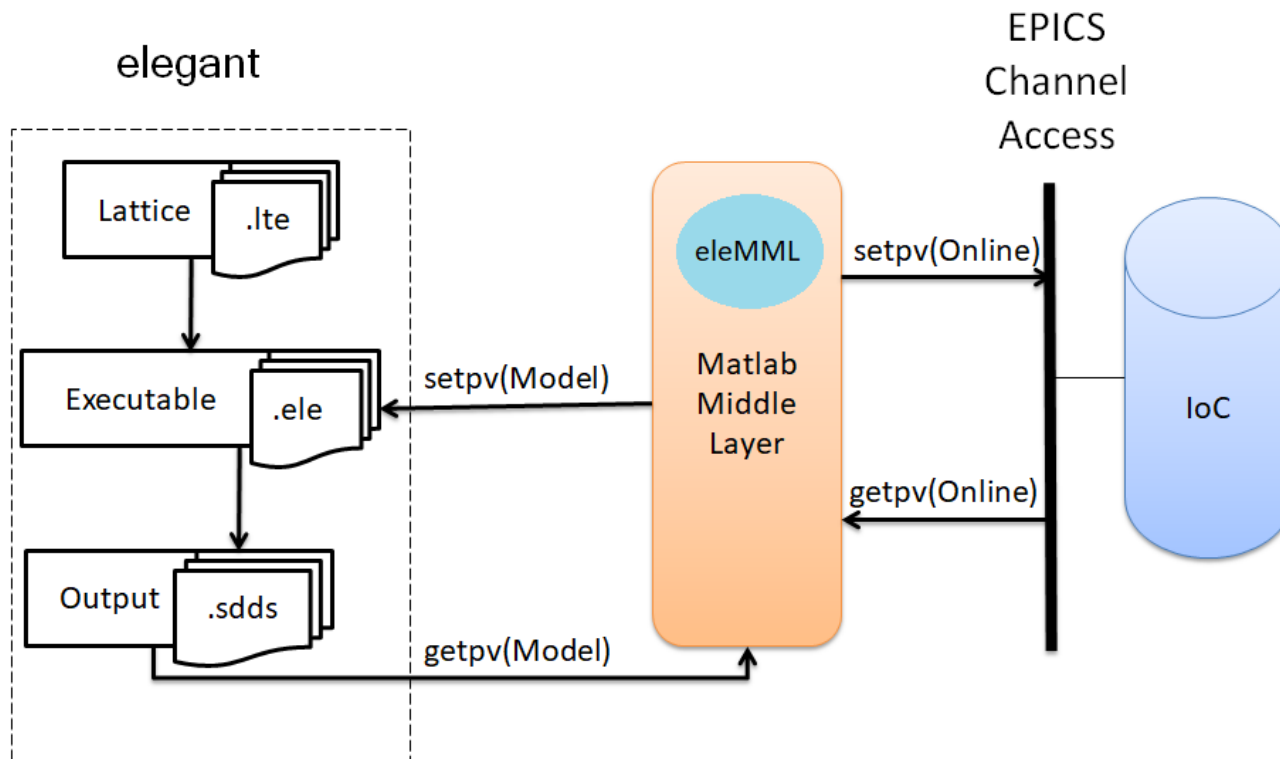 elegant
EPICS
Channel
Access
Lattice
.lte
Executable
.ele
Output
.sdds
setpv(Model)
getpv(Model)
eleMML
Matlab
Middle
Layer
setpv(Online)
getpv(Online)
IoC